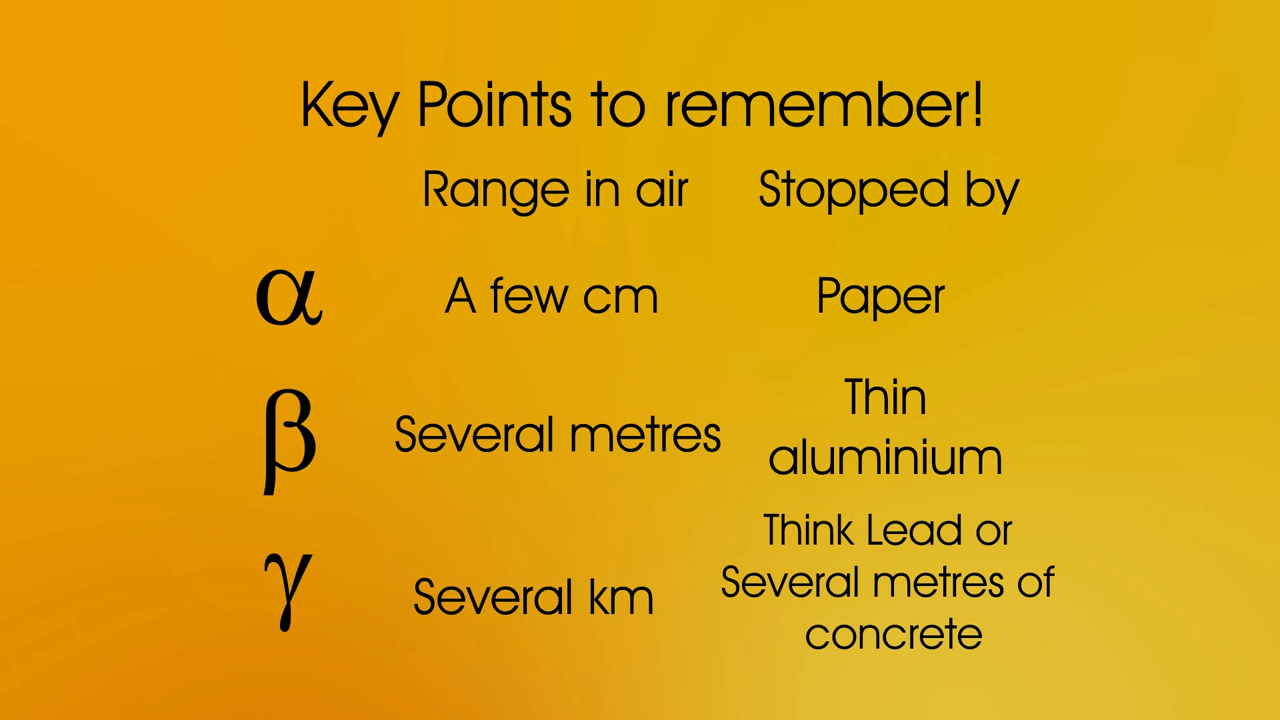 Key Points to remember!
Range in air Stopped by
α A few cm Paper
β Several metres Thin
aluminium
γ Several km Think Lead or
Several metres of
concrete